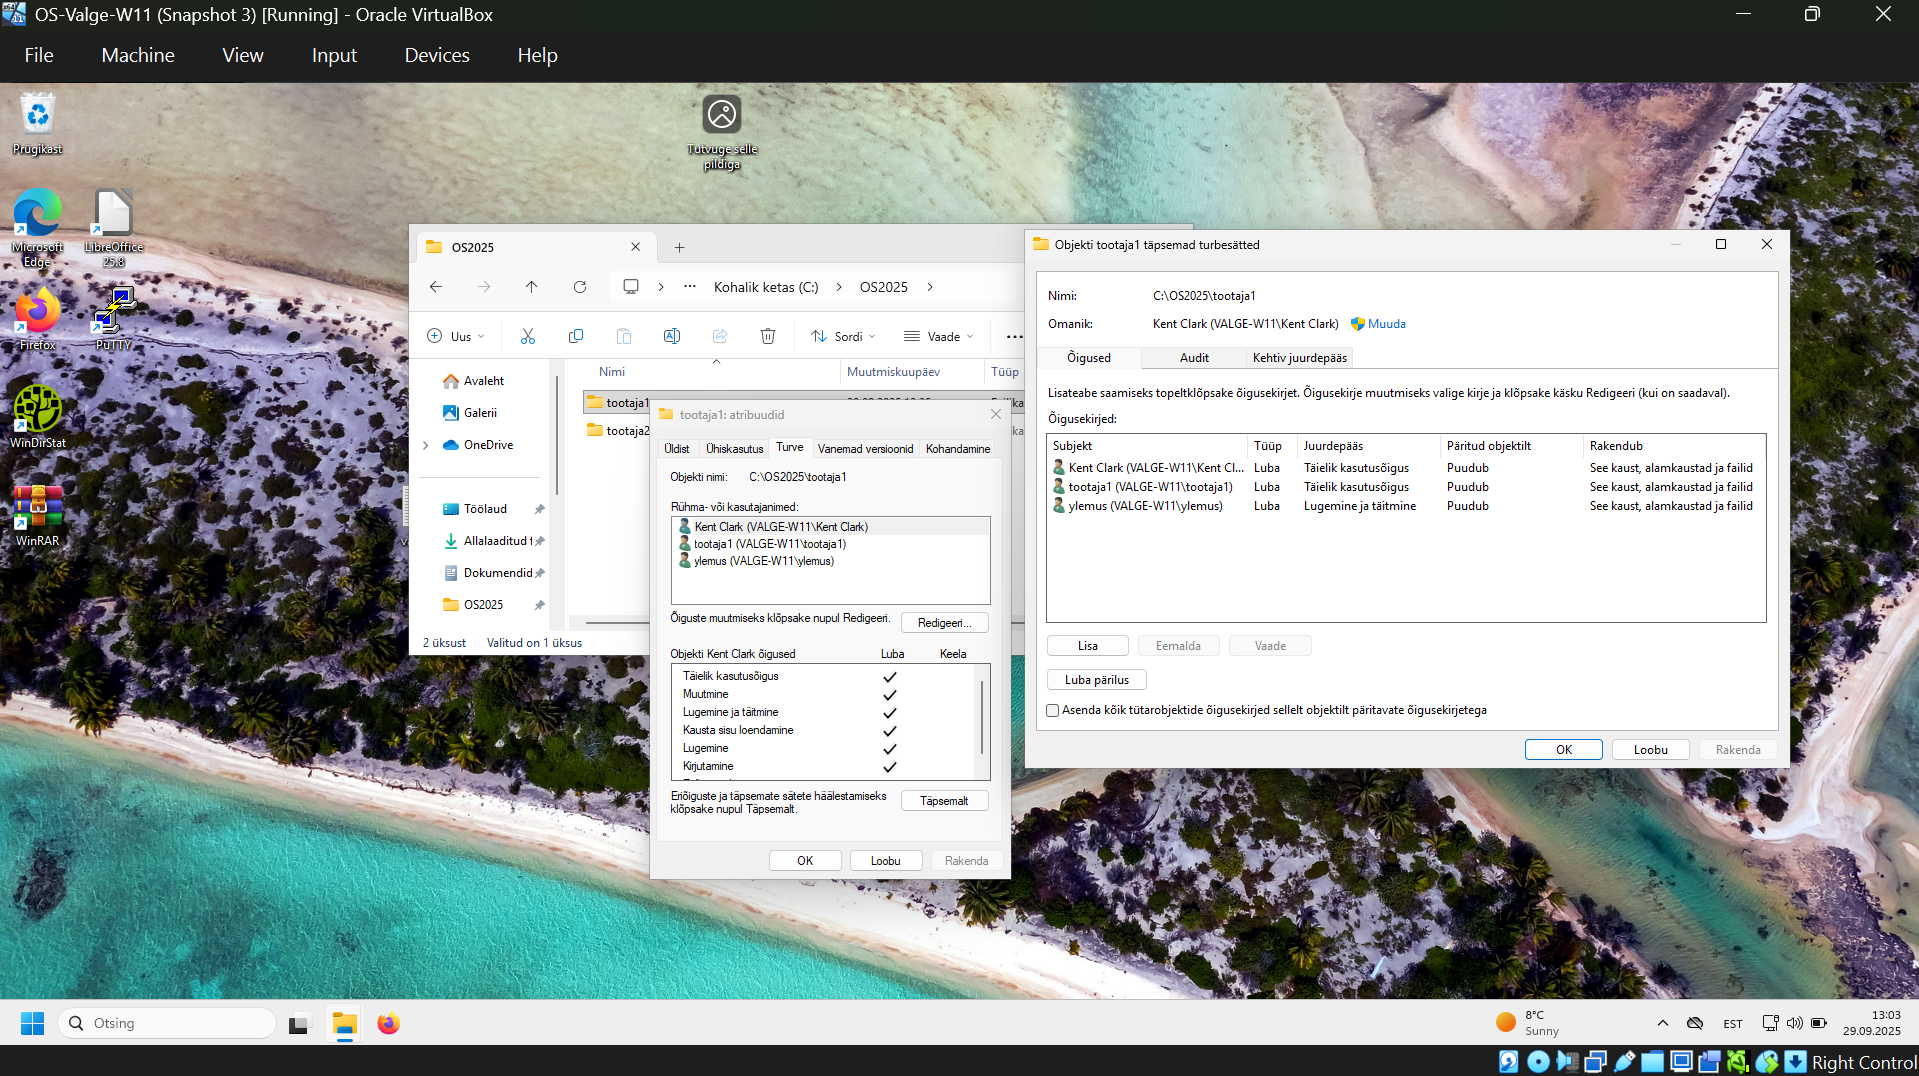 OS-Valge-W11 (Snapshot 3) [Running] - Oracle VirtualBox
File Machine View Input Devices Help
Prügikast
Tutvuge selle
pildiga
Microsoft
Edge
LibreOffice
25.8
Firefox
PuTTY
WinDirStat
WinRAR
OS2025
Kohalik ketas (C:) OS2025
Uus
Sordi
Vaade
Avaleht
Galerii
OneDrive
Töölaud
Allalaaditud f
Dokumendid
OS2025
Nimi Muutmiskuupäev Tüüp
tootaja1
tootaja2
2 üksust Valitud on 1 üksus
tootaja1: atribuudid
Üldist Ühiskasutus Turve Vanemad versioonid Kohandamine
Objekti nimi: C:\OS2025\tootaja1
Rühma- või kasutajanimed:
Kent Clark (VALGE-W11\Kent Clark)
tootaja1 (VALGE-W11\tootaja1)
ylemus (VALGE-W11\ylemus)
Õiguste muutmiseks klõpsake nupul Redigeeri.
Redigeeri...
Objekti Kent Clark õigused Luba Keela
Täielik kasutusõigus
Muutmine
Lugemine ja täitmine
Kausta sisu loendamine
Lugemine
Kirjutamine
Eriõiguste ja täpsemate sätete häälestamiseks
klõpsake nupul Täpsemalt.
Täpsemalt
OK Loobu Rakenda
Objekti tootaja1 täpsemad turbesätted
Nimi: C:\OS2025\tootaja1
Omanik: Kent Clark (VALGE-W11\Kent Clark) Muuda
Õigused Audit Kehtiv juurdepääs
Lisateabe saamiseks topeltklõpsake õigusekirjet. Õigusekirje muutmiseks valige kirje ja klõpsake käsku Redigeeri (kui on saadaval).
Õigusekirjed:
Subjekt Tüüp Juurdepääs Päritud objektilt Rakendub
Kent Clark (VALGE-W11\Kent Cl... Luba Täielik kasutusõigus Puudub See kaust, alamkaustad ja failid
tootaja1 (VALGE-W11\tootaja1) Luba Täielik kasutusõigus Puudub See kaust, alamkaustad ja failid
ylemus (VALGE-W11\ylemus) Luba Lugemine ja täitmine Puudub See kaust, alamkaustad ja failid
Lisa Eemalda Vaade
Luba pärilus
Asenda kõik tütarobjektide õigusekirjed sellelt objektilt päritavate õigusekirjetega
OK Loobu Rakenda
Otsing
8°C
Sunny
EST
13:03
29.09.2025
Right Control